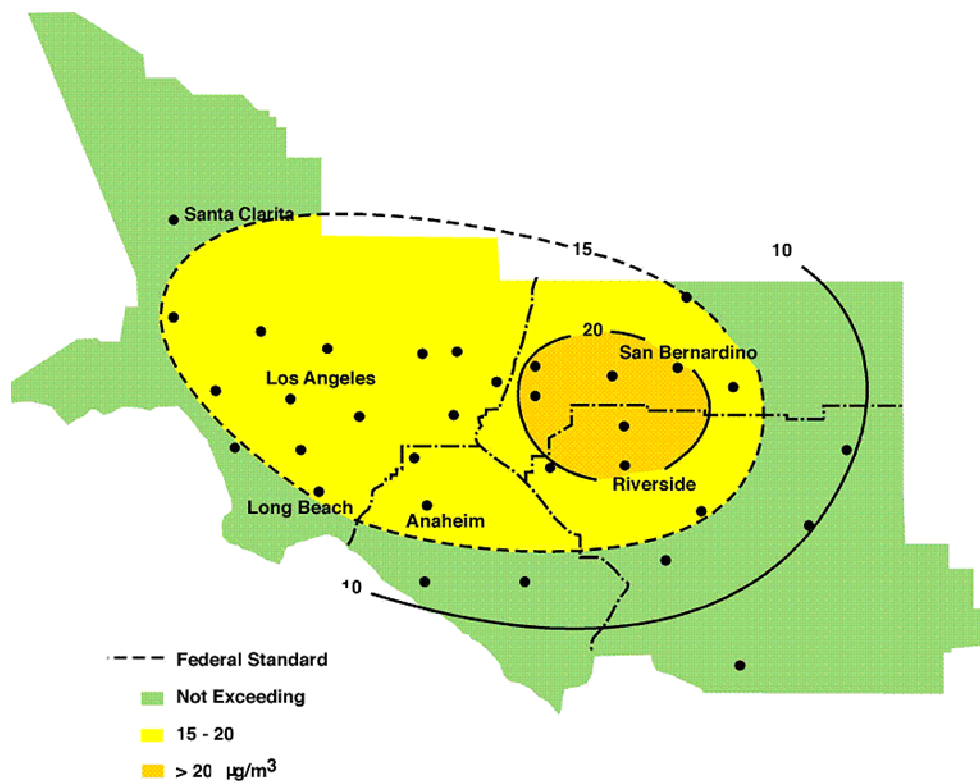 Santa Clarita
15
10
20
San Bernardino
Los Angeles
Riverside
Long Beach
Anaheim
10
Federal Standard
Not Exceeding
15 - 20
> 20 µg/m³